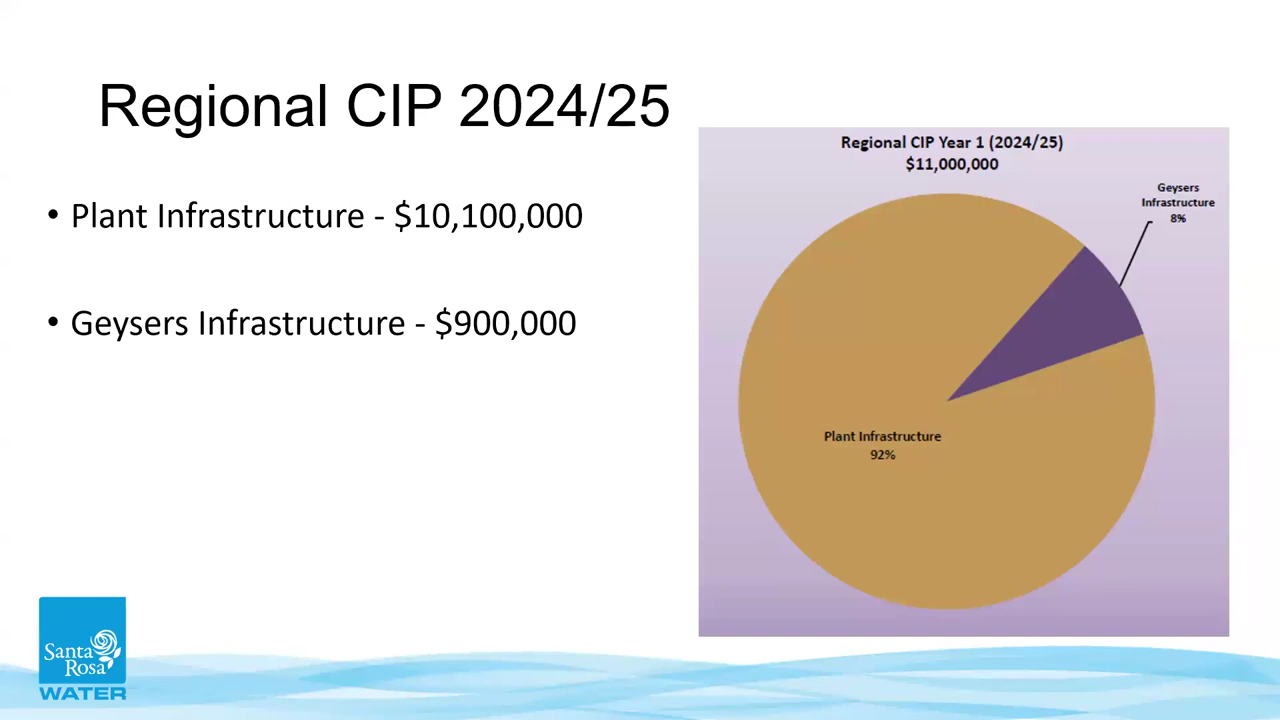 Regional CIP 2024/25
• Plant Infrastructure - $10,100,000
• Geysers Infrastructure - $900,000
Regional CIP Year 1 (2024/25)
$11,000,000
Geysers
Infrastructure
8%
Plant Infrastructure
92%
Santa
Rosa
WATER